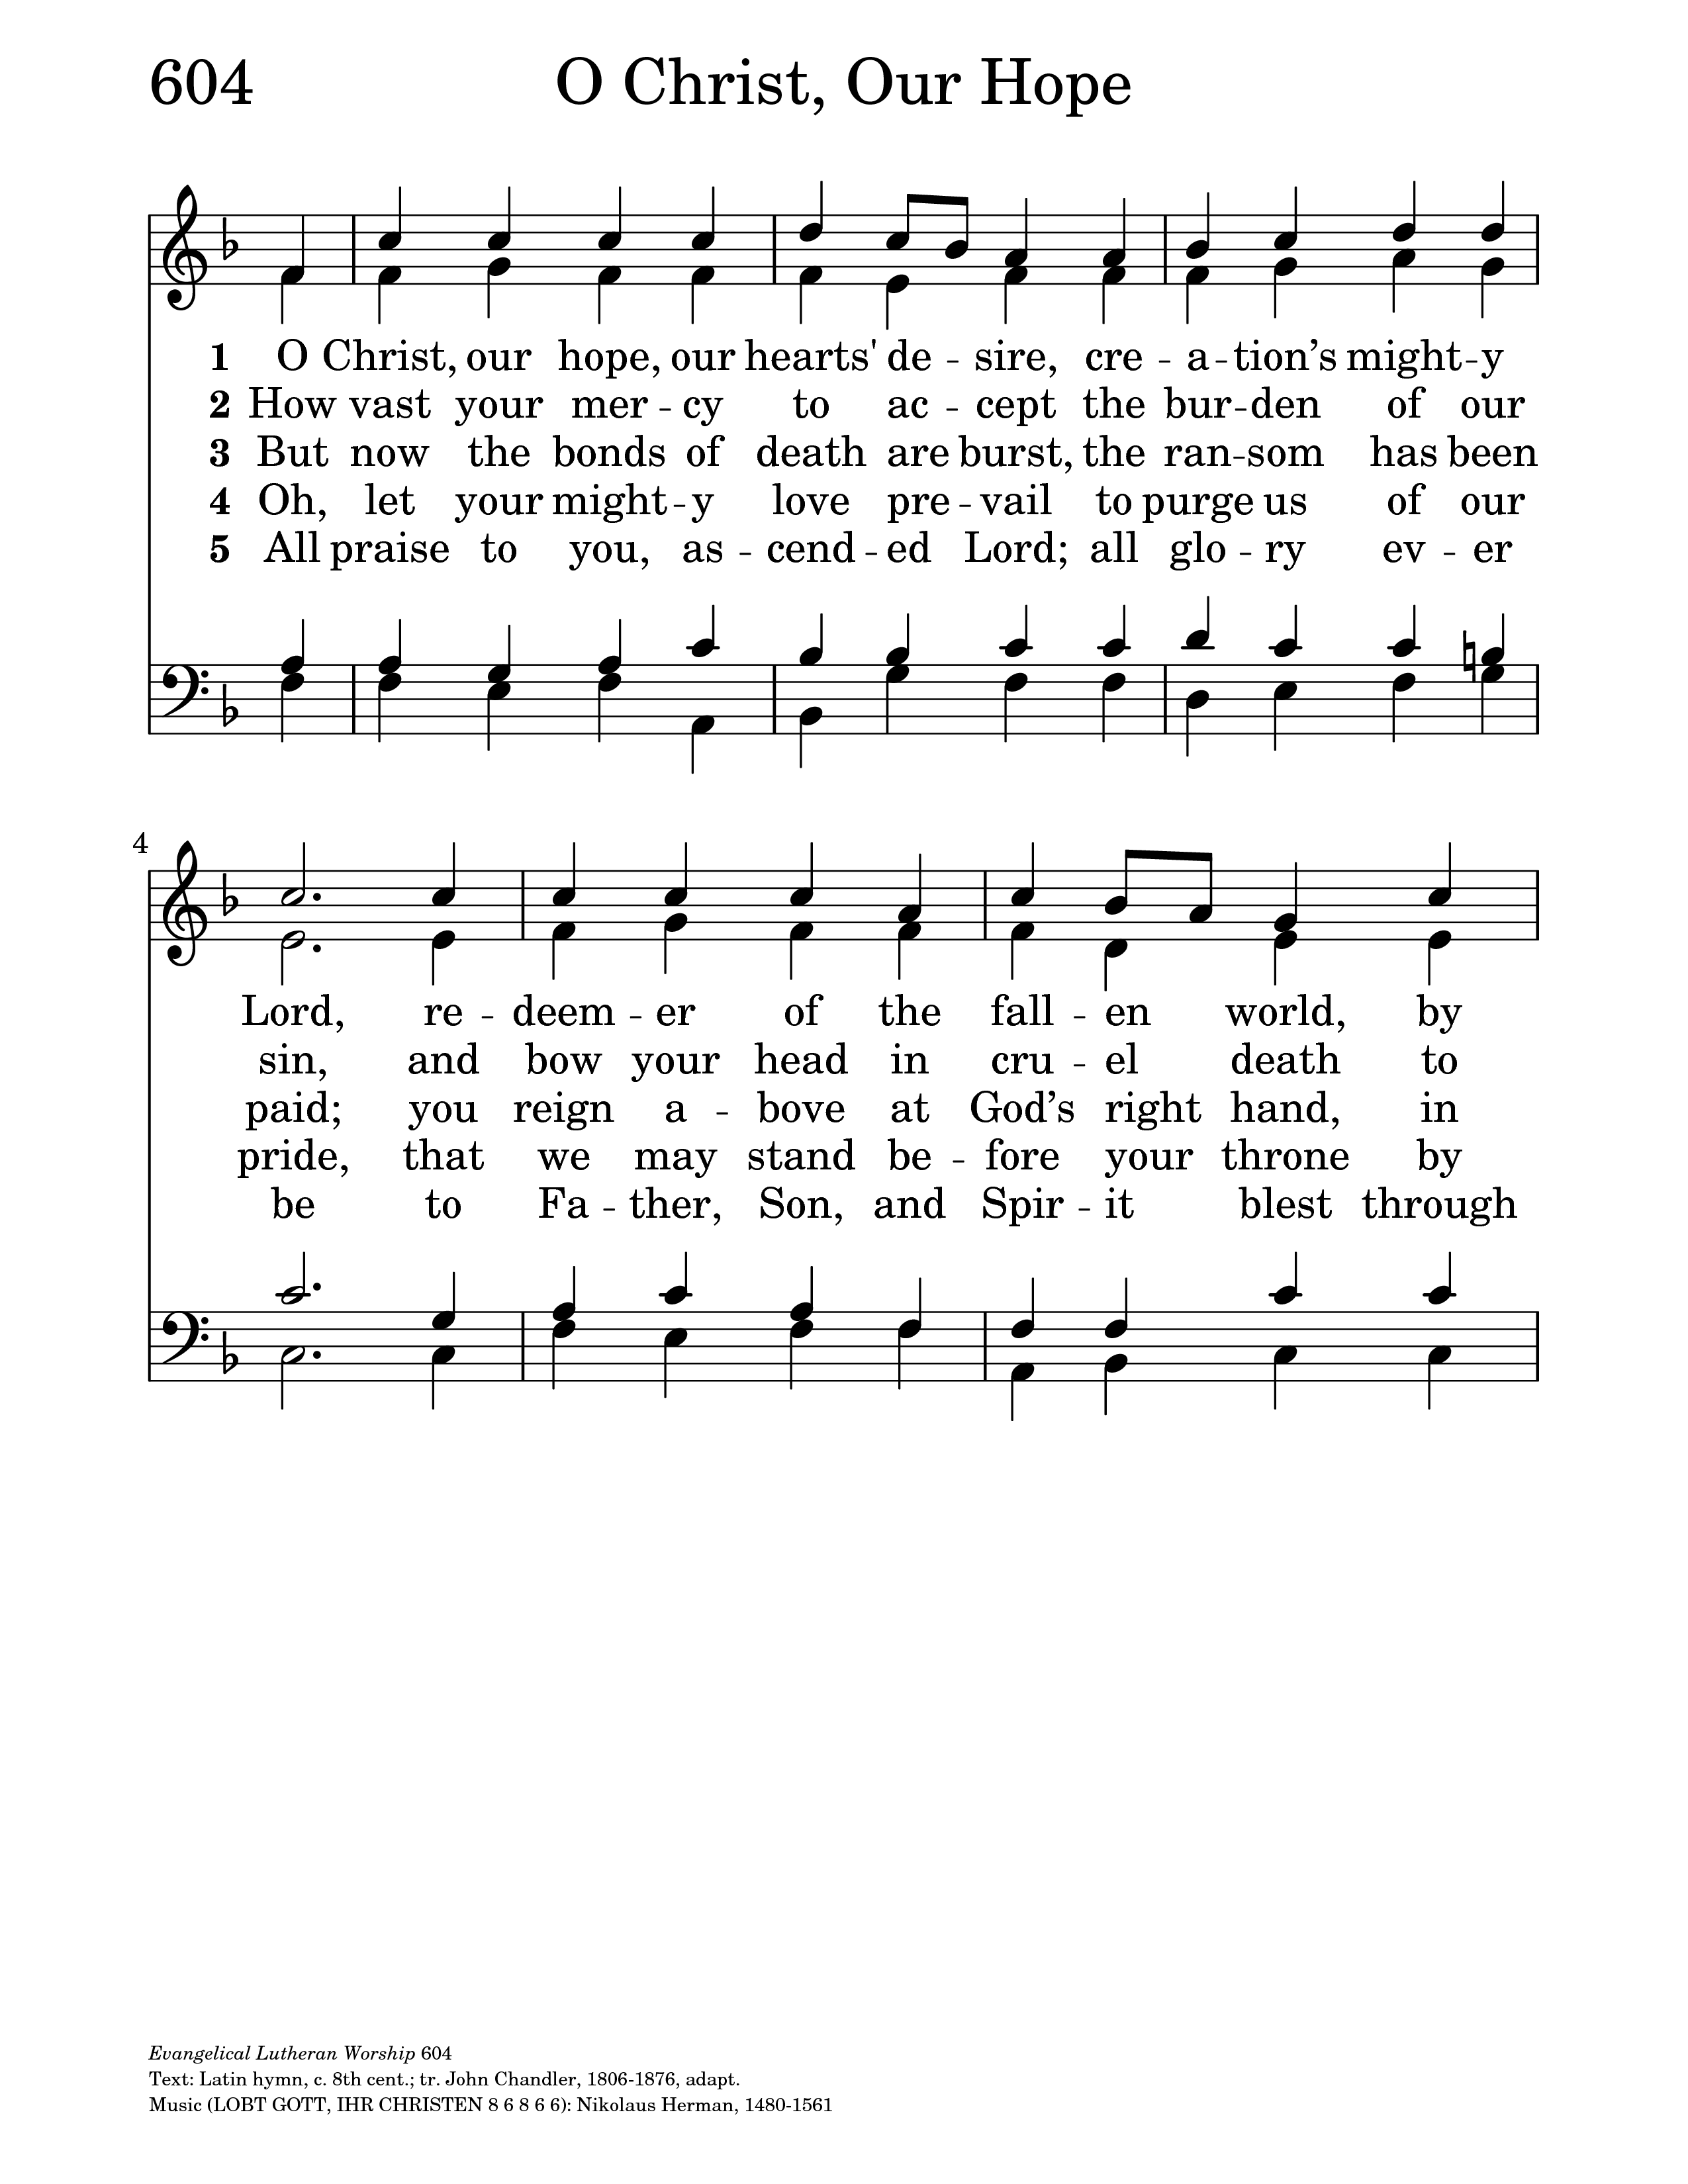 604 O Christ, Our Hope
1 O Christ, our hope, our hearts' de - sire, cre - a - tion’s might - y
2 How vast your mer - cy to ac - cept the bur - den of our
3 But now the bonds of death are burst, the ran - som has been
4 Oh, let your might - y love pre - vail to purge us of our
5 All praise to you, as - cend - ed Lord; all glo - ry ev - er
4
Lord, re - deem - er of the fall - en world, by
sin, and bow your head in cru - el death to
paid; you reign a - bove at God’s right hand, in
pride, that we may stand be - fore your throne by
be to Fa - ther, Son, and Spir - it blest through
Evangelical Lutheran Worship 604
Text: Latin hymn, c. 8th cent.; tr. John Chandler, 1806-1876, adapt.
Music (LOBT GOTT, IHR CHRISTEN 8 6 8 6 6): Nikolaus Herman, 1480-1561